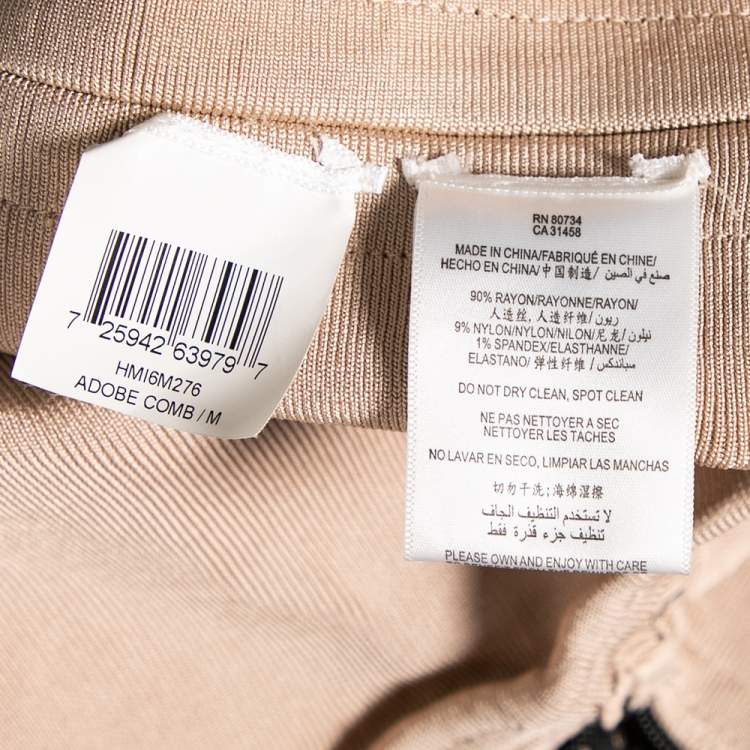 7 25942 63979 7
HMI6M276
ADOBE COMB / M
RN 80734
CA 31458
MADE IN CHINA/FABRIQUÉ EN CHINE/
HECHO EN CHINA/中国制造/ صنع في الصين
90% RAYON/RAYONNE/RAYON/
人造丝, 人造纤维/ ريون/
9% NYLON/NYLON/NILON/尼龙/ نيلون/
1% SPANDEX/ELASTHANNE/
ELASTANO/ 弹性纤维/ سباندكس
DO NOT DRY CLEAN, SPOT CLEAN
NE PAS NETTOYER A SEC
NETTOYER LES TACHES
NO LAVAR EN SECO, LIMPIAR LAS MANCHAS
切勿干洗;海绵湿擦
لا تستخدم التنظيف الجاف
تنظيف جزء قذرة فقط
PLEASE OWN AND ENJOY WITH CARE